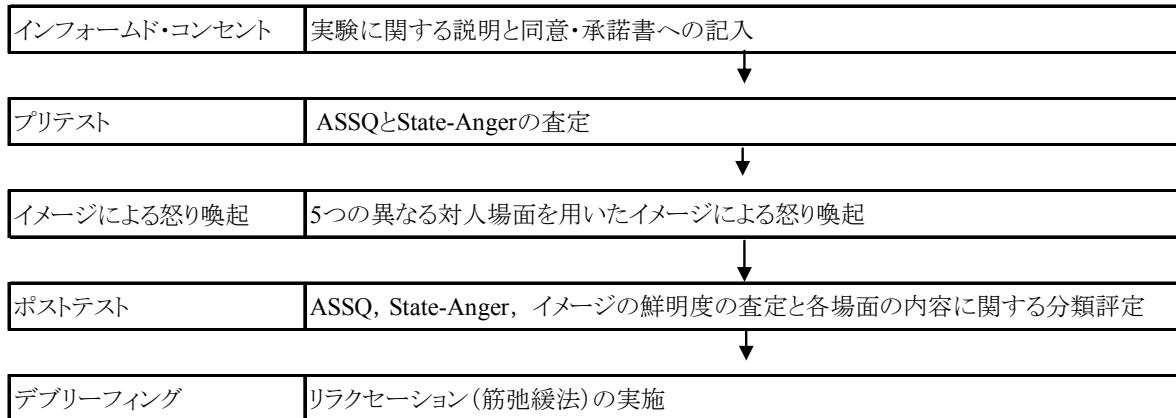 インフォームド・コンセント 実験に関する説明と同意・承諾書への記入
プリテスト ASSQとState-Angerの査定
イメージによる怒り喚起 5つの異なる対人場面を用いたイメージによる怒り喚起
ポストテスト ASSQ, State-Anger, イメージの鮮明度の査定と各場面の内容に関する分類評定
デブリーフィング リラクセーション（筋弛緩法）の実施